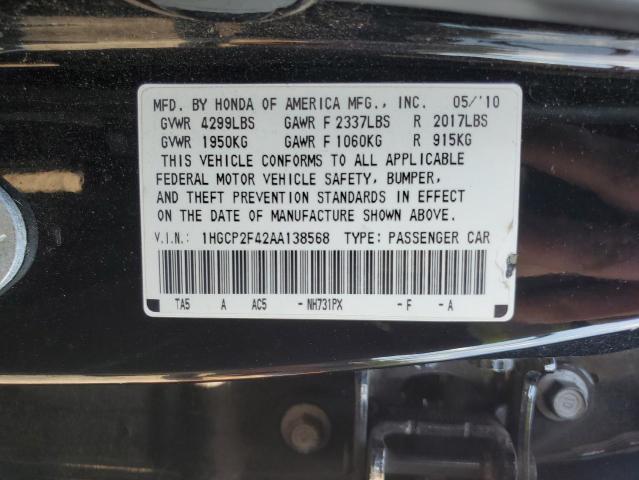 MFD. BY HONDA OF AMERICA MFG., INC. 05/'10
GVWR 4299LBS GAWR F 2337LBS R 2017LBS
GVWR 1950KG GAWR F 1060KG R 915KG
THIS VEHICLE CONFORMS TO ALL APPLICABLE
FEDERAL MOTOR VEHICLE SAFETY, BUMPER,
AND THEFT PREVENTION STANDARDS IN EFFECT
ON THE DATE OF MANUFACTURE SHOWN ABOVE.
V.I.N.: 1HGCP2F42AA138568 TYPE: PASSENGER CAR
TA5 A AC5 -NH731PX -F -A